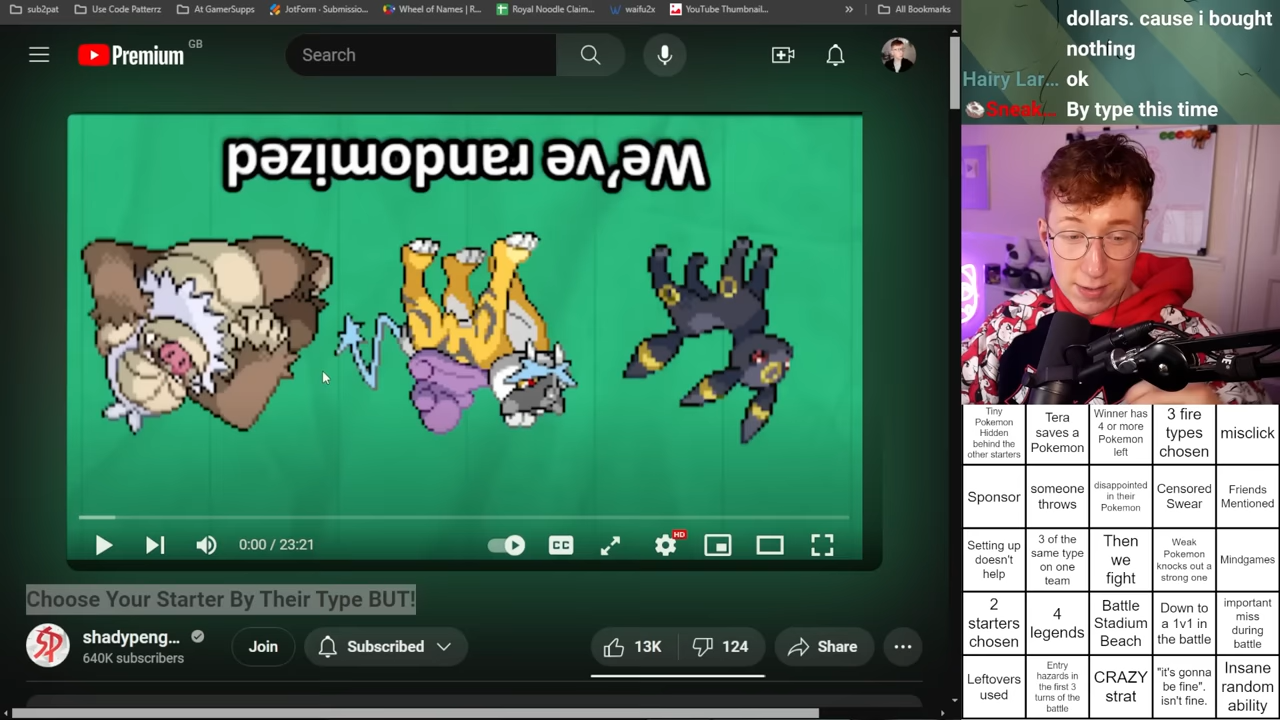 sub2pat
Use Code Patterz
At GamerSupps
JotForm · Submissio...
Wheel of Names | R...
Royal Noodle Claim...
waifu2x
YouTube Thumbnail...
»
All Bookmarks
Premium GB
Search
We've randomized
0:00 / 23:21
CC
HD
Choose Your Starter By Their Type BUT!
shadypeng...
640K subscribers
Join
Subscribed
13K
124
Share
dollars. cause i bought
nothing
Hairy Lar... ok
Sneak... By type this time
Tiny
Pokemon
Hidden
behind the
other starters
Tera
saves a
Pokemon
Winner has
4 or more
Pokemon
left
3 fire
types
chosen
misclick
Sponsor
someone
throws
disappointed
in their
Pokemon
Censored
Swear
Friends
Mentioned
Setting up
doesn't
help
3 of the
same type
on one
team
Then
we
fight
Weak
Pokemon
knocks out a
strong one
Mindgames
2
starters
chosen
4
legends
Battle
Stadium
Beach
Down to
a 1v1 in
the battle
important
miss
during
battle
Leftovers
used
Entry
hazards in
the first 3
turns of the
battle
CRAZY
strat
"it's gonna
be fine".
isn't fine.
Insane
random
ability